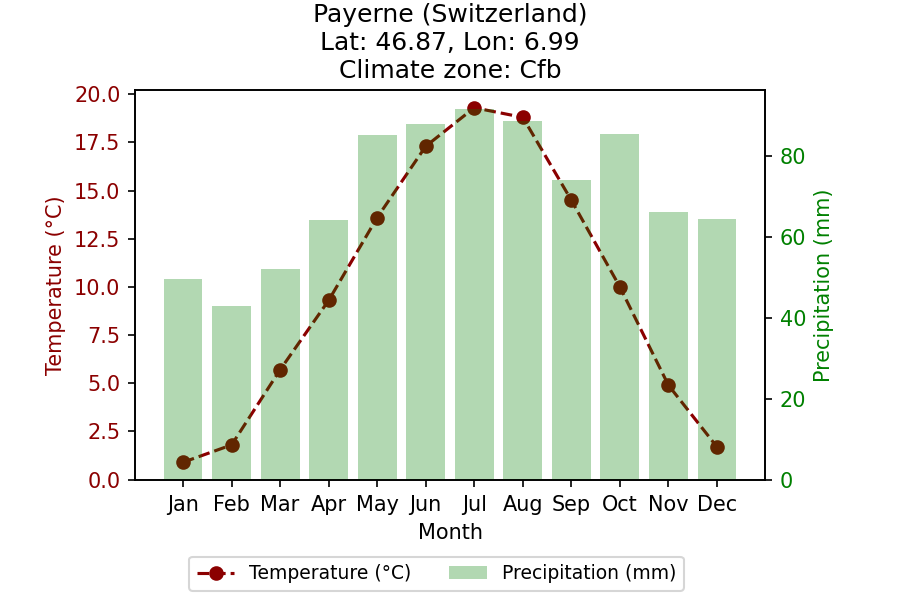 Payerne (Switzerland)
Lat: 46.87, Lon: 6.99
Climate zone: Cfb
Temperature (°C)
20.0
17.5
15.0
12.5
10.0
7.5
5.0
2.5
0.0
80
60
40
20
0
Precipitation (mm)
Jan Feb Mar Apr May Jun Jul Aug Sep Oct Nov Dec
Month
Temperature (°C) Precipitation (mm)